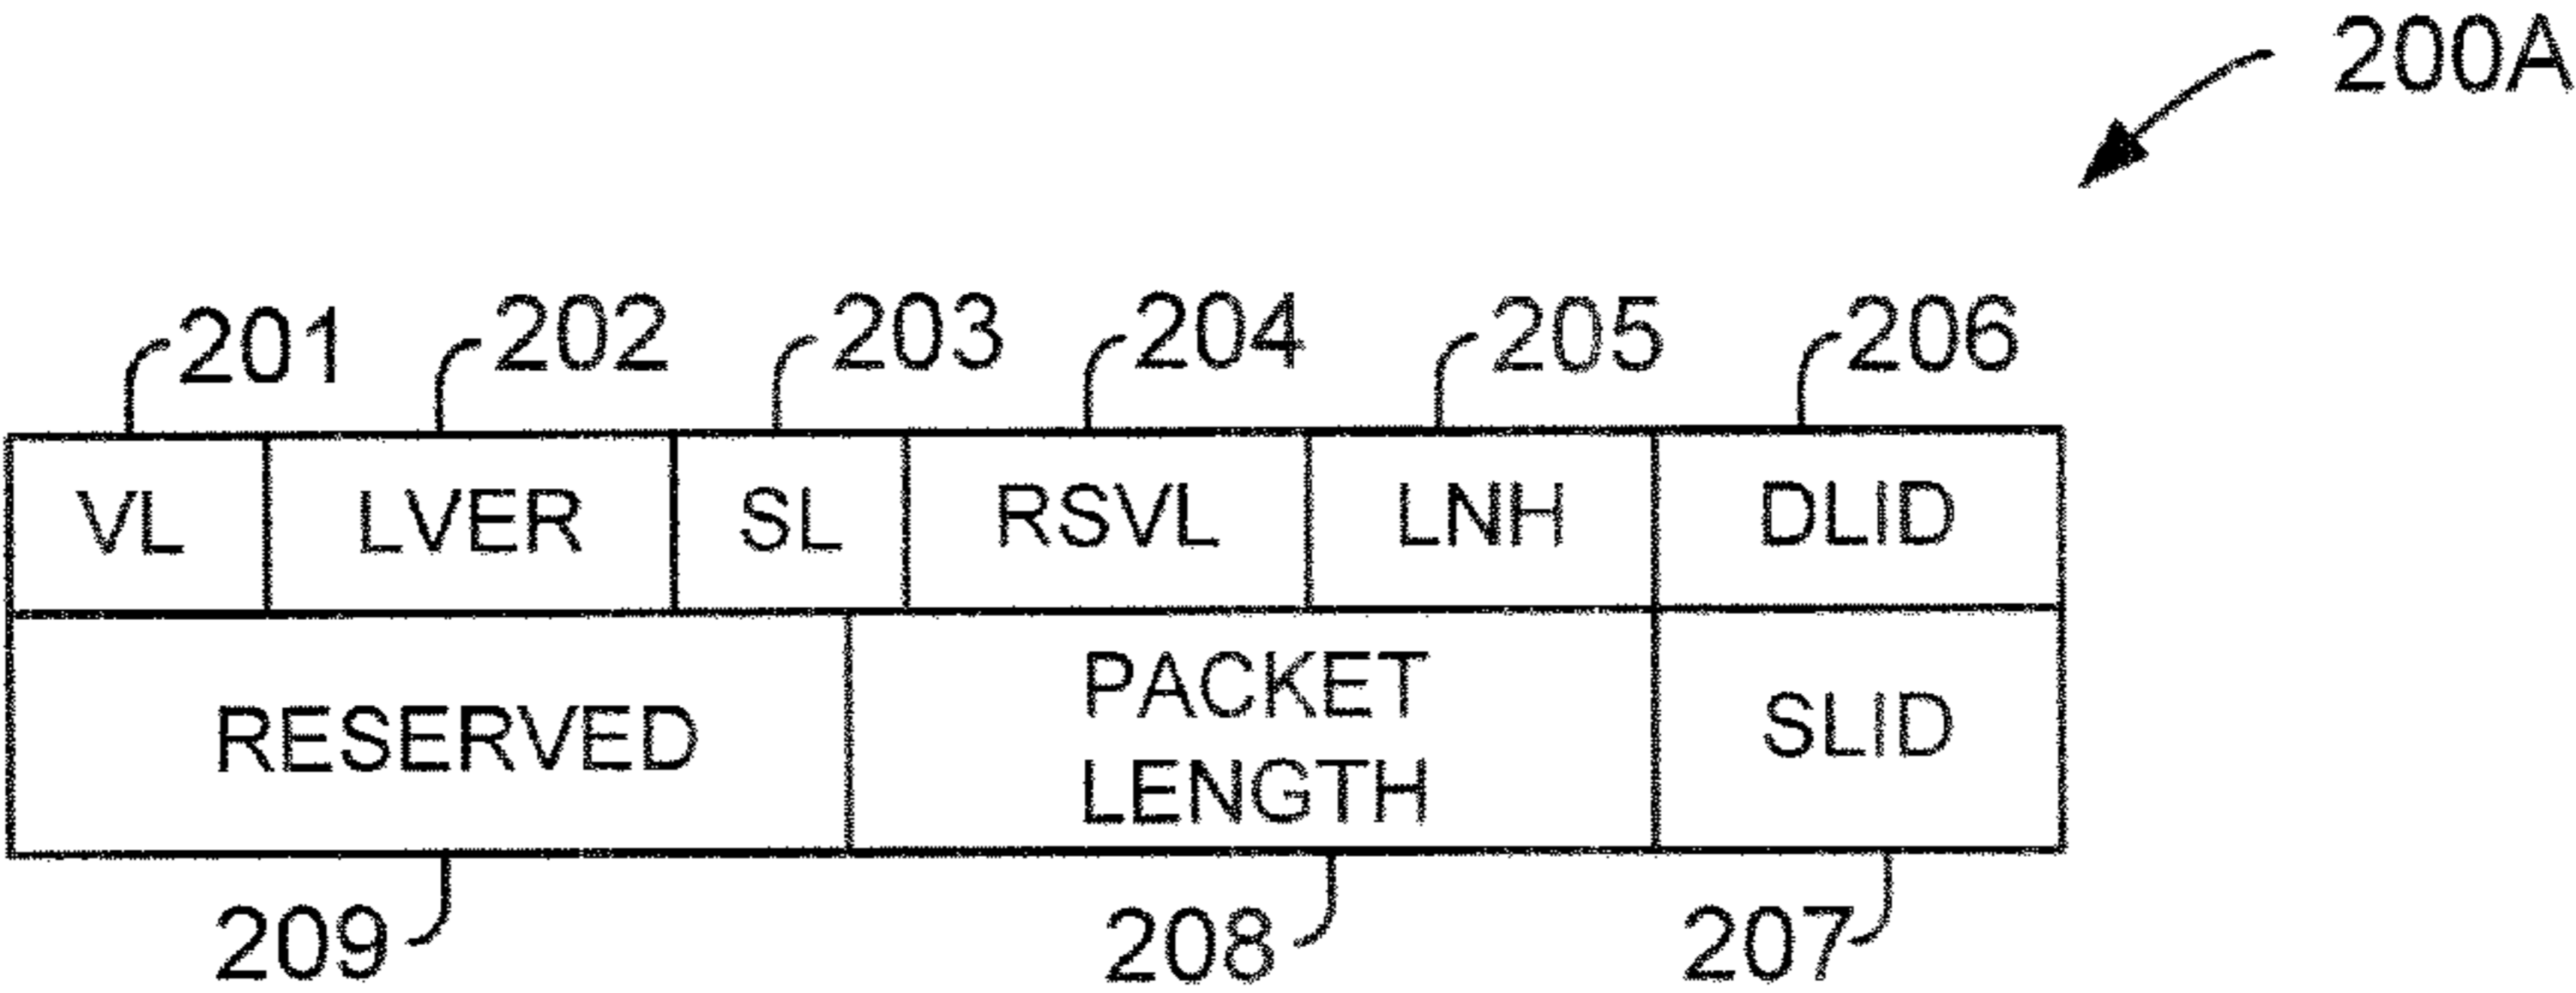 200A
201 202 203 204 205 206
VL LVER SL RSVL LNH DLID
RESERVED PACKET LENGTH SLID
209 208 207